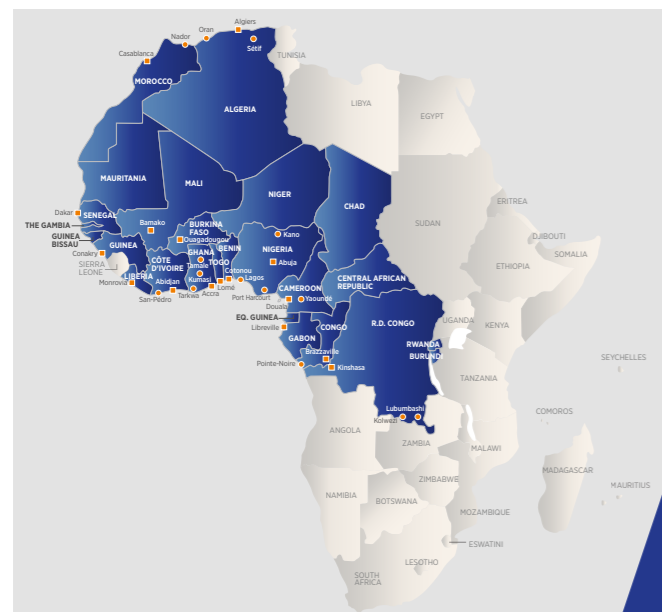 Algiers
Oran
Nador
Setif
Casablanca
TUNISIA
MOROCCO
ALGERIA
LIBYA
EGYPT
MAURITANIA
MALI
NIGER
CHAD
SUDAN
ERITREA
Dakar
SENEGAL
THE GAMBIA
Bamako
BURKINA
FASO
Kano
GUINEA
BISSAU
GUINEA
Ouagadougou
BENIN
NIGERIA
DJIBOUTI
SOMALIA
Conakry
CÔTE
D'IVOIRE
GHANA
Tamale
TOGO
Abuja
ETHIOPIA
SIERRA
LEONE
LIBERIA
Abidjan
Kumasi
Cotonou
Lagos
CENTRAL AFRICAN
REPUBLIC
Monrovia
San-Pédro
Tarkwa
Accra
Lomé
Port Harcourt
CAMEROON
Douala
Yaoundé
EQ. GUINEA
Libreville
CONGO
R.D. CONGO
UGANDA
KENYA
GABON
RWANDA
BURUNDI
Brazzaville
Pointe-Noire
Kinshasa
SEYCHELLES
TANZANIA
Lubumbashi
Kolwezi
COMOROS
ANGOLA
ZAMBIA
MALAWI
MADAGASCAR
ZIMBABWE
MAURITIUS
NAMIBIA
BOTSWANA
MOZAMBIQUE
ESWATINI
LESOTHO
SOUTH
AFRICA